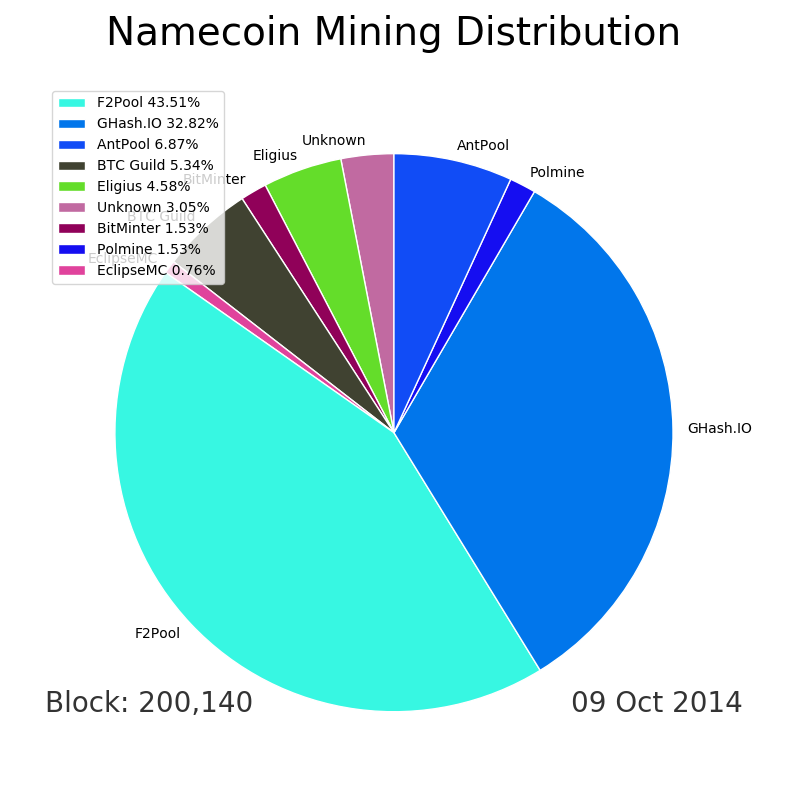 Namecoin Mining Distribution
F2Pool 43.51%
GHash.IO 32.82%
AntPool 6.87%
BTC Guild 5.34%
Eligius 4.58%
Unknown 3.05%
BitMinter 1.53%
Polmine 1.53%
EclipseMC 0.76%
Unknown
AntPool
Eligius
Polmine
BitMinter
BTC Guild
EclipseMC
GHash.IO
F2Pool
Block: 200,140
09 Oct 2014